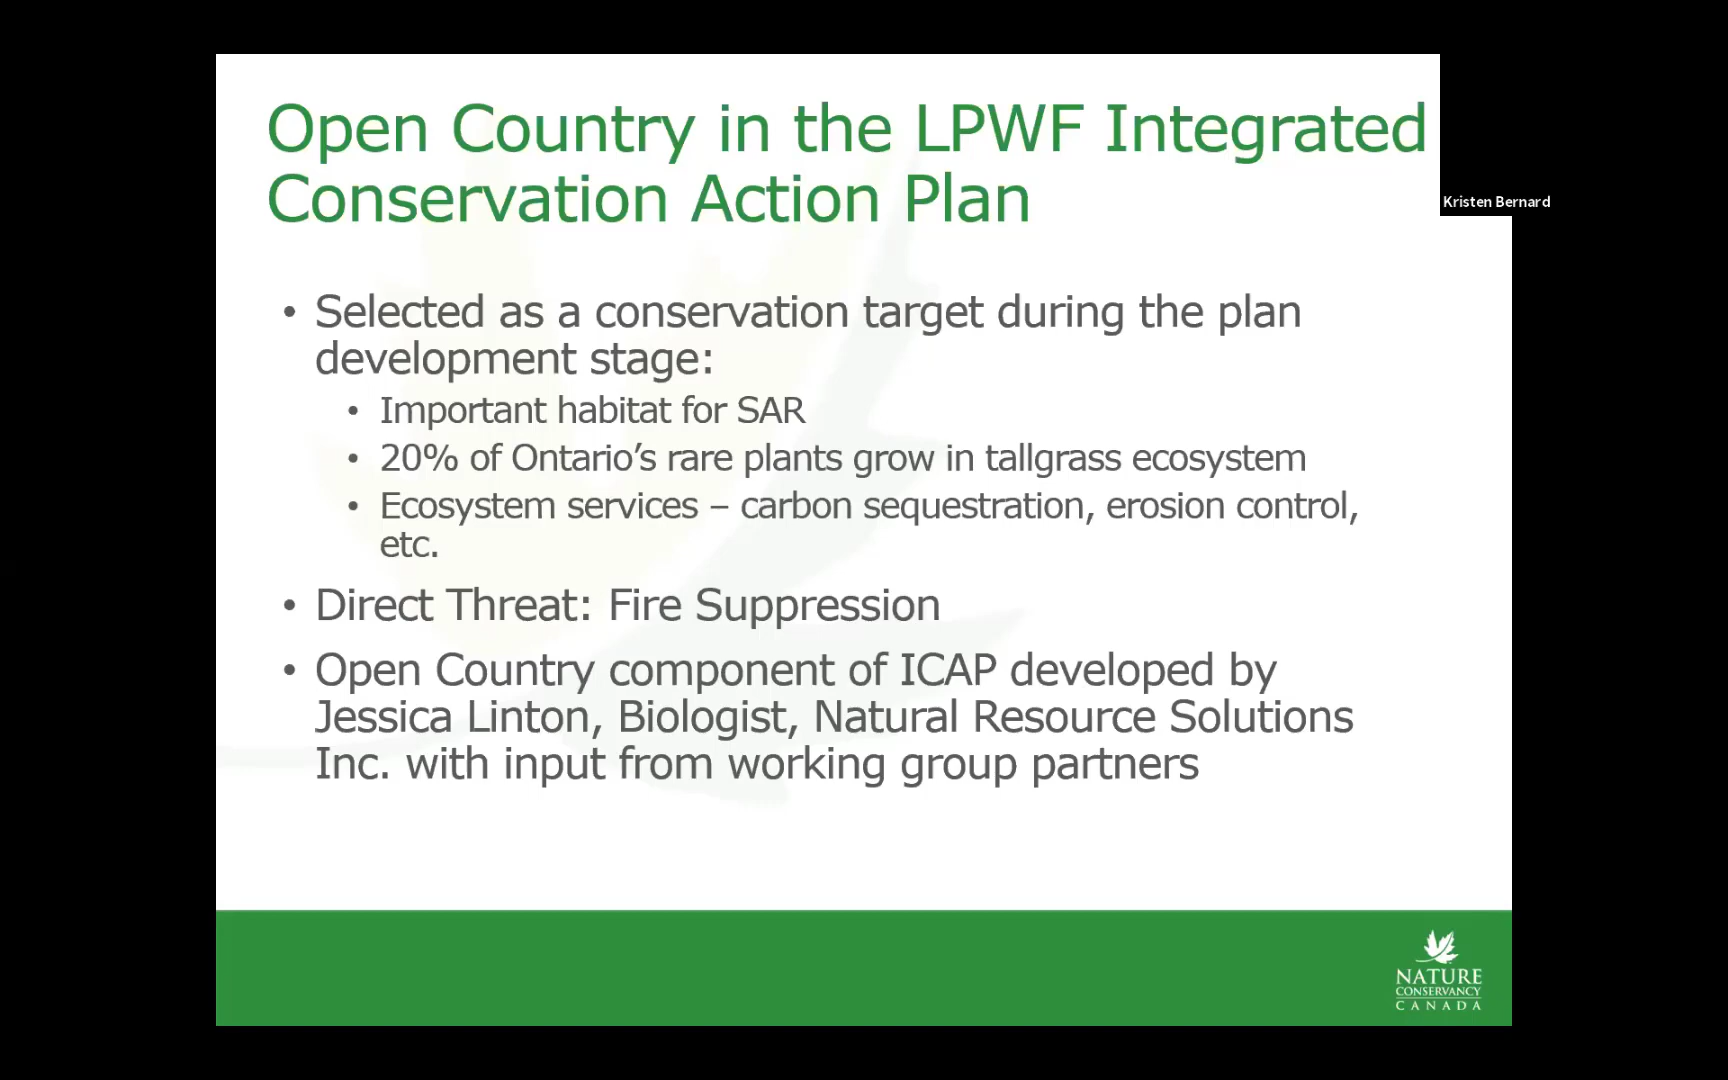 Open Country in the LPWF Integrated
Conservation Action Plan
Kristen Bernard
• Selected as a conservation target during the plan
development stage:
• Important habitat for SAR
• 20% of Ontario’s rare plants grow in tallgrass ecosystem
• Ecosystem services – carbon sequestration, erosion control,
etc.
• Direct Threat: Fire Suppression
• Open Country component of ICAP developed by
Jessica Linton, Biologist, Natural Resource Solutions
Inc. with input from working group partners
NATURE
CONSERVANCY
CANADA